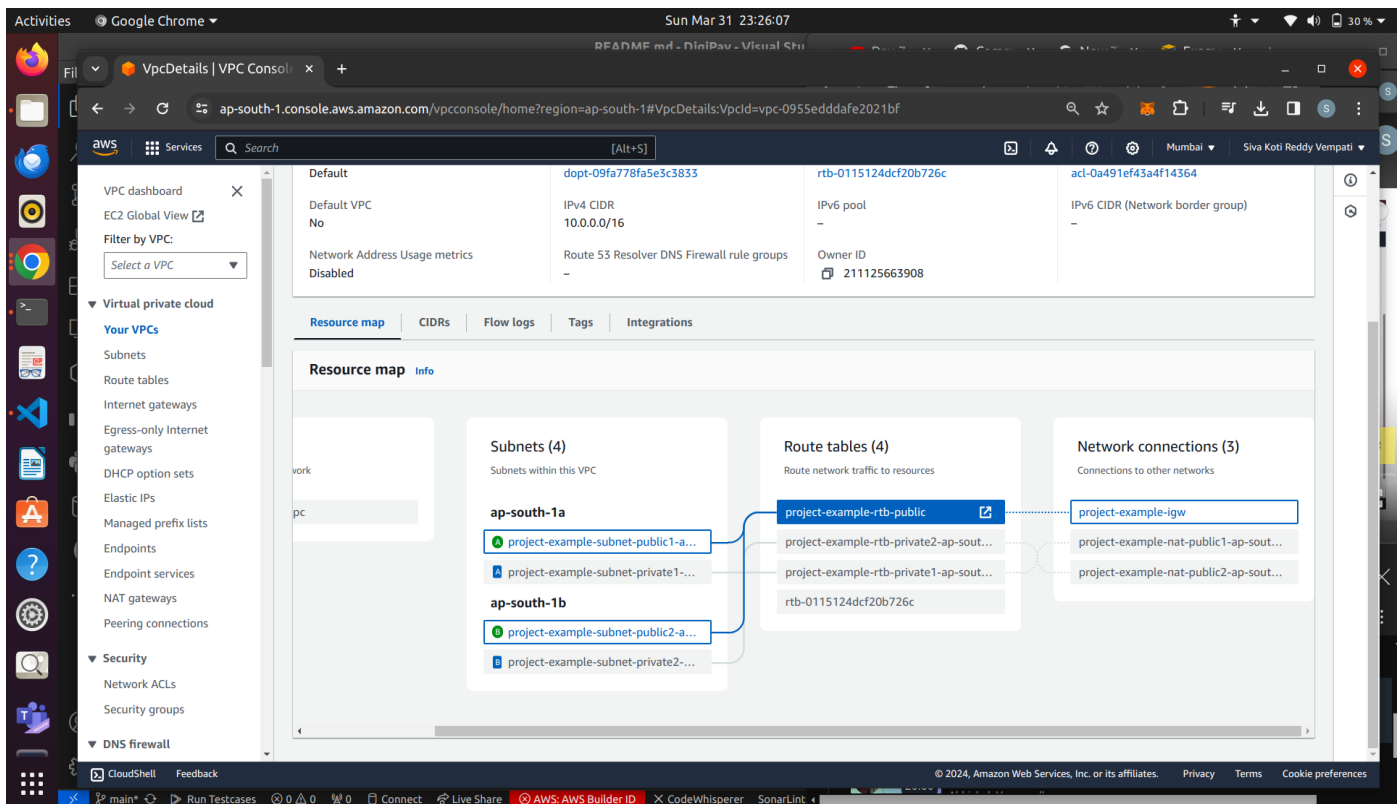 Activities
Google Chrome
Sun Mar 31 23:26:07
30 %
README.md - DigiPay - Visual Stu
Fil
VpcDetails | VPC Consol
ap-south-1.console.aws.amazon.com/vpcconsole/home?region=ap-south-1#VpcDetails:VpcId=vpc-0955edddafe2021bf
S
aws
Services
Search
[Alt+S]
Mumbai
Siva Koti Reddy Vempati
VPC dashboard
EC2 Global View
Filter by VPC:
Select a VPC
Virtual private cloud
Your VPCs
Subnets
Route tables
Internet gateways
Egress-only Internet
gateways
DHCP option sets
Elastic IPs
Managed prefix lists
Endpoints
Endpoint services
NAT gateways
Peering connections
Security
Network ACLs
Security groups
DNS firewall
Default
dopt-09fa778fa5e3c3833
rtb-0115124dcf20b726c
acl-0a491ef43a4f14364
Default VPC
No
IPv4 CIDR
10.0.0.0/16
IPv6 pool
–
IPv6 CIDR (Network border group)
–
Network Address Usage metrics
Disabled
Route 53 Resolver DNS Firewall rule groups
–
Owner ID
211125663908
Resource map
CIDRs
Flow logs
Tags
Integrations
Resource map Info
work
pc
Subnets (4)
Subnets within this VPC
ap-south-1a
A project-example-subnet-public1-a...
A project-example-subnet-private1-...
ap-south-1b
B project-example-subnet-public2-a...
B project-example-subnet-private2-...
Route tables (4)
Route network traffic to resources
project-example-rtb-public
project-example-rtb-private2-ap-sout...
project-example-rtb-private1-ap-sout...
rtb-0115124dcf20b726c
Network connections (3)
Connections to other networks
project-example-igw
project-example-nat-public1-ap-sout...
project-example-nat-public2-ap-sout...
CloudShell
Feedback
© 2024, Amazon Web Services, Inc. or its affiliates.
Privacy
Terms
Cookie preferences
main*
Run Testcases
0
0
0
Connect
Live Share
AWS: AWS Builder ID
CodeWhisperer
SonarLint